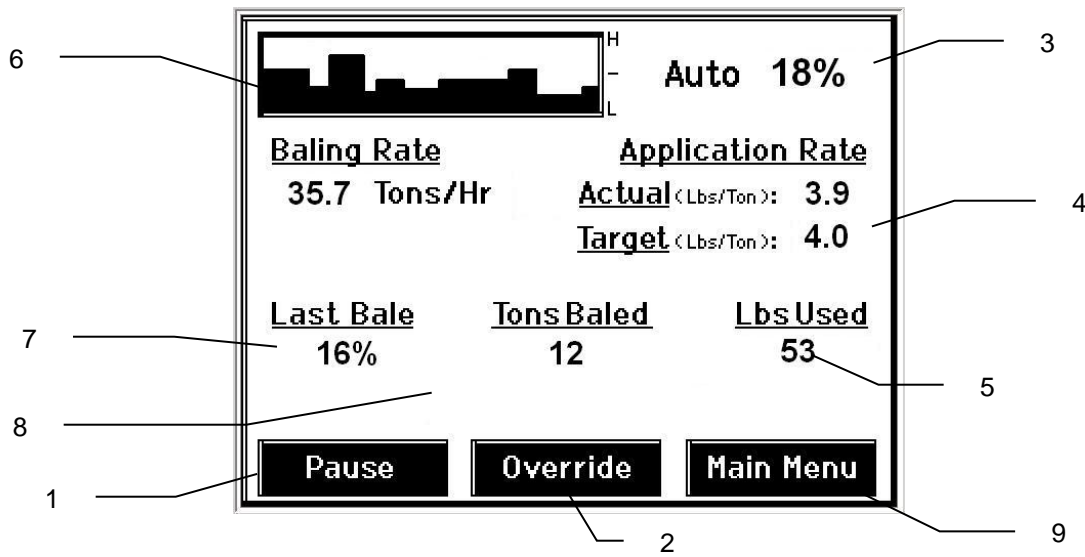 H
6
3
Auto 18%
–
L
Baling Rate
Application Rate
35.7 Tons/Hr
Actual (Lbs/Ton): 3.9
4
Target (Lbs/Ton): 4.0
Last Bale
Tons Baled
Lbs Used
7
16%
12
53
5
8
Pause
Override
Main Menu
1
2
9